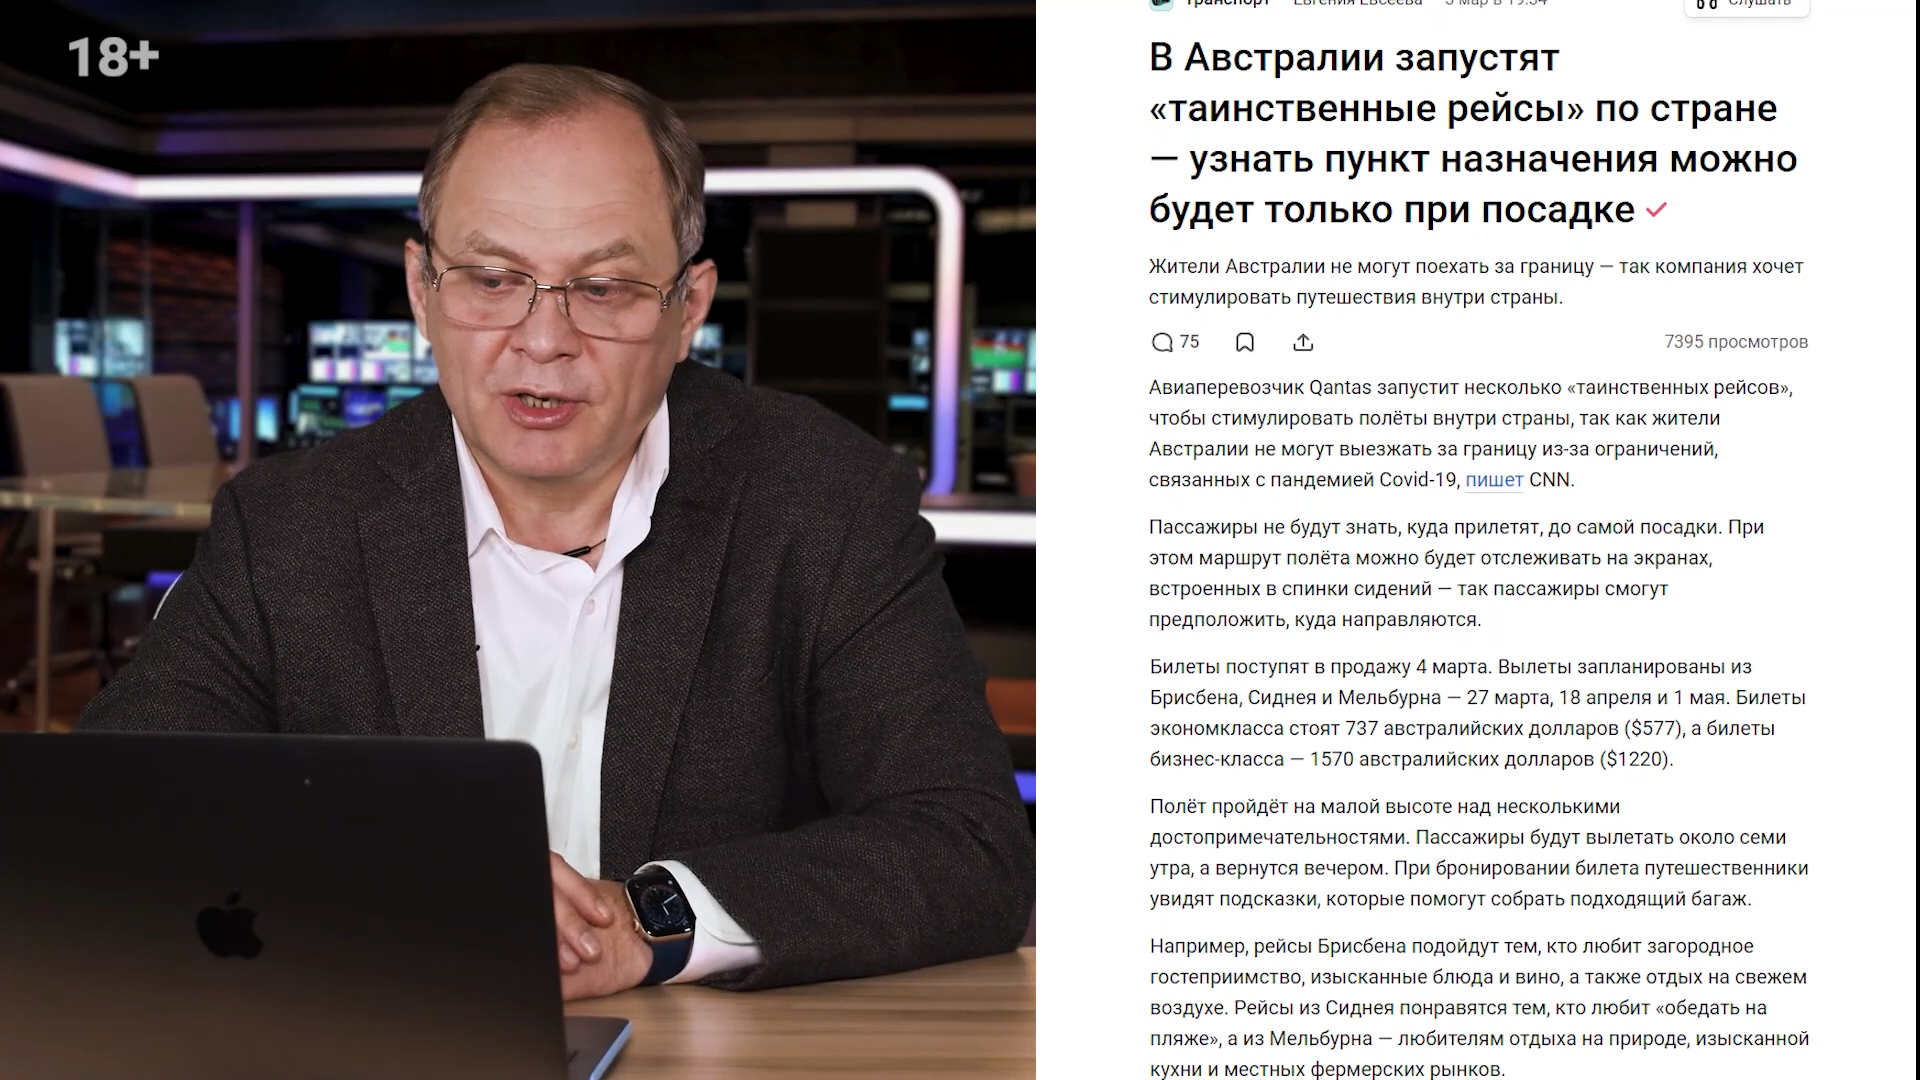 18+
Транспорт Евгения Евсеева 3 мар в 19:34
Слушать
В Австралии запустят
«таинственные рейсы» по стране
— узнать пункт назначения можно
будет только при посадке
Жители Австралии не могут поехать за границу — так компания хочет
стимулировать путешествия внутри страны.
75
7395 просмотров
Авиаперевозчик Qantas запустит несколько «таинственных рейсов»,
чтобы стимулировать полёты внутри страны, так как жители
Австралии не могут выезжать за границу из-за ограничений,
связанных с пандемией Covid-19, пишет CNN.
Пассажиры не будут знать, куда прилетят, до самой посадки. При
этом маршрут полёта можно будет отслеживать на экранах,
встроенных в спинки сидений — так пассажиры смогут
предположить, куда направляются.
Билеты поступят в продажу 4 марта. Вылеты запланированы из
Брисбена, Сиднея и Мельбурна — 27 марта, 18 апреля и 1 мая. Билеты
экономкласса стоят 737 австралийских долларов ($577), а билеты
бизнес-класса — 1570 австралийских долларов ($1220).
Полёт пройдёт на малой высоте над несколькими
достопримечательностями. Пассажиры будут вылетать около семи
утра, а вернутся вечером. При бронировании билета путешественники
увидят подсказки, которые помогут собрать подходящий багаж.
Например, рейсы Брисбена подойдут тем, кто любит загородное
гостеприимство, изысканные блюда и вино, а также отдых на свежем
воздухе. Рейсы из Сиднея понравятся тем, кто любит «обедать на
пляже», а из Мельбурна — любителям отдыха на природе, изысканной
кухни и местных фермерских рынков.